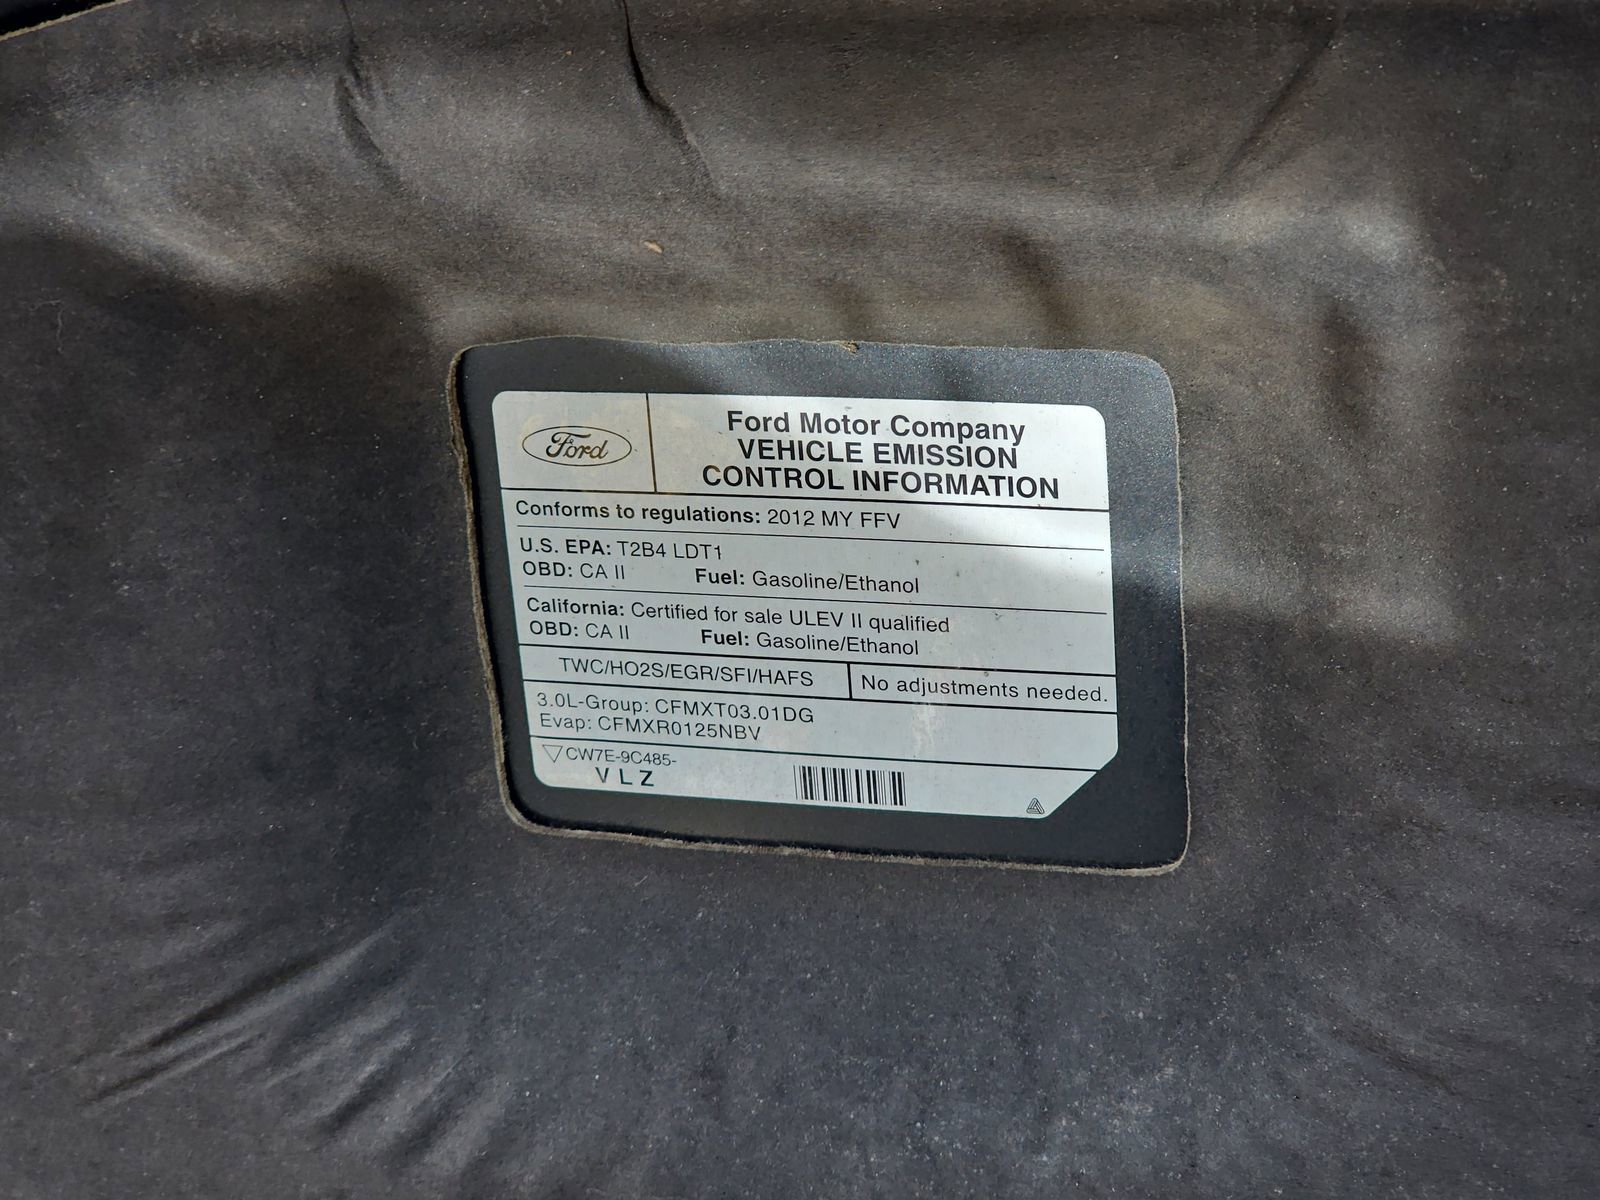 Ford
Ford Motor Company
VEHICLE EMISSION
CONTROL INFORMATION
Conforms to regulations: 2012 MY FFV
U.S. EPA: T2B4 LDT1
OBD: CA II Fuel: Gasoline/Ethanol
California: Certified for sale ULEV II qualified
OBD: CA II Fuel: Gasoline/Ethanol
TWC/HO2S/EGR/SFI/HAFS No adjustments needed.
3.0L-Group: CFMXT03.01DG
Evap: CFMXR0125NBV
CW7E-9C485-
VLZ